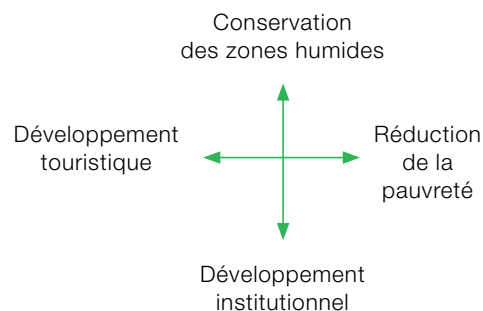 Conservation
des zones humides
Développement
touristique
Réduction
de la
pauvreté
Développement
institutionnel